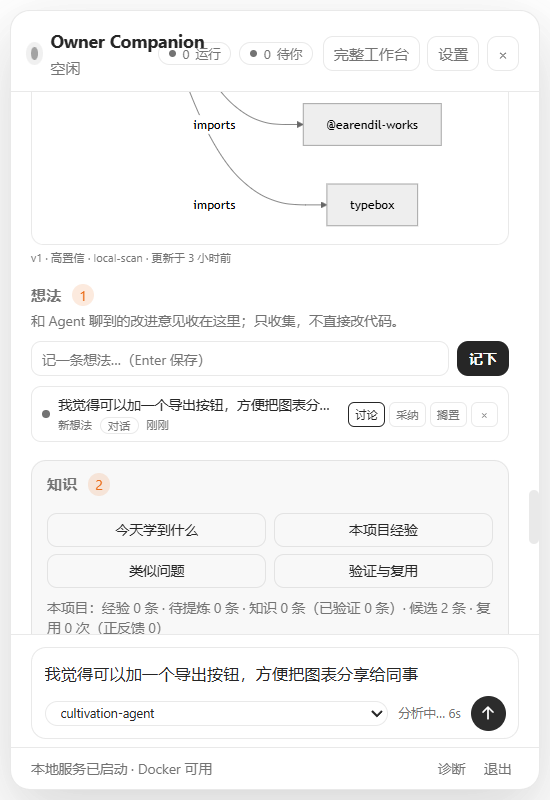 Owner Companion
空闲
0 运行
0 待你
完整工作台
设置
×
imports
@earendil-works
imports
typebox
v1 · 高置信 · local-scan · 更新于 3 小时前
想法 1
和 Agent 聊到的改进意见收在这里；只收集，不直接改代码。
记一条想法...（Enter 保存）
记下
我觉得可以加一个导出按钮，方便把图表分...
新想法 对话 刚刚
讨论 采纳 搁置 ×
知识 2
今天学到什么
本项目经验
类似问题
验证与复用
本项目：经验 0 条 · 待提炼 0 条 · 知识 0 条（已验证 0 条）· 候选 2 条 · 复
用 0 次（正反馈 0）
我觉得可以加一个导出按钮，方便把图表分享给同事
cultivation-agent
分析中... 6s
本地服务已启动 · Docker 可用
诊断
退出